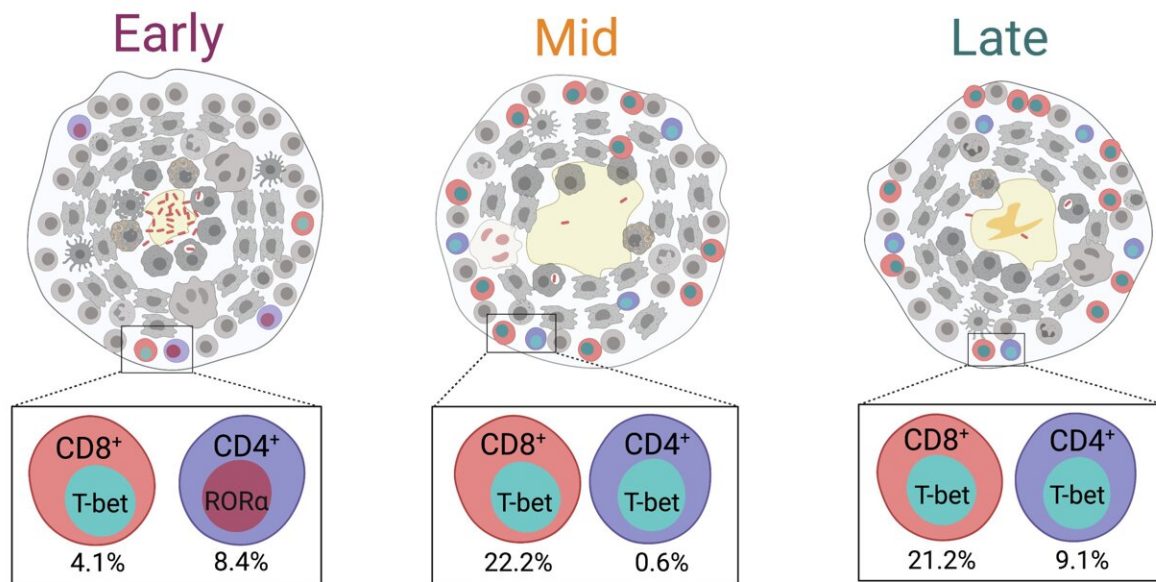 Early
Mid
Late
CD8+
CD4+
T-bet
RORα
4.1%
8.4%
CD8+
CD4+
T-bet
T-bet
22.2%
0.6%
CD8+
CD4+
T-bet
T-bet
21.2%
9.1%